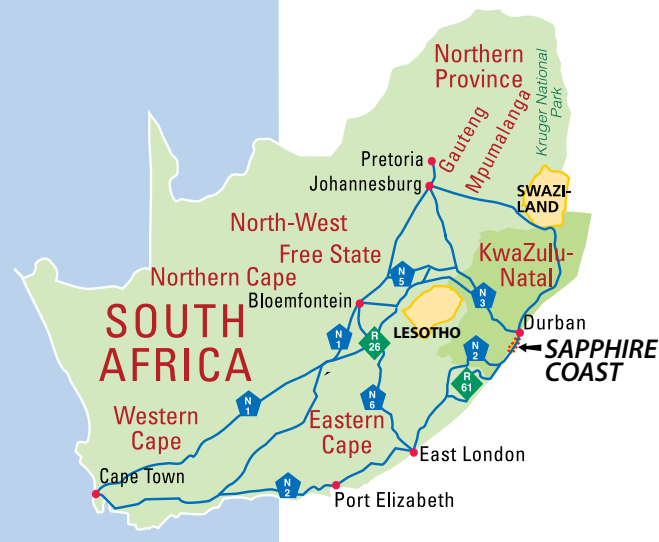 Northern
Province
Kruger National
Park
Gauteng
Mpumalanga
Pretoria
Johannesburg
SWAZI-
LAND
North-West
Free State
KwaZulu-
Natal
Northern Cape
N
5
N
3
Bloemfontein
SOUTH
AFRICA
LESOTHO
Durban
N
1
R
26
N
2
SAPPHIRE
COAST
R
61
N
1
N
6
Western
Cape
Eastern
Cape
East London
Cape Town
N
2
Port Elizabeth